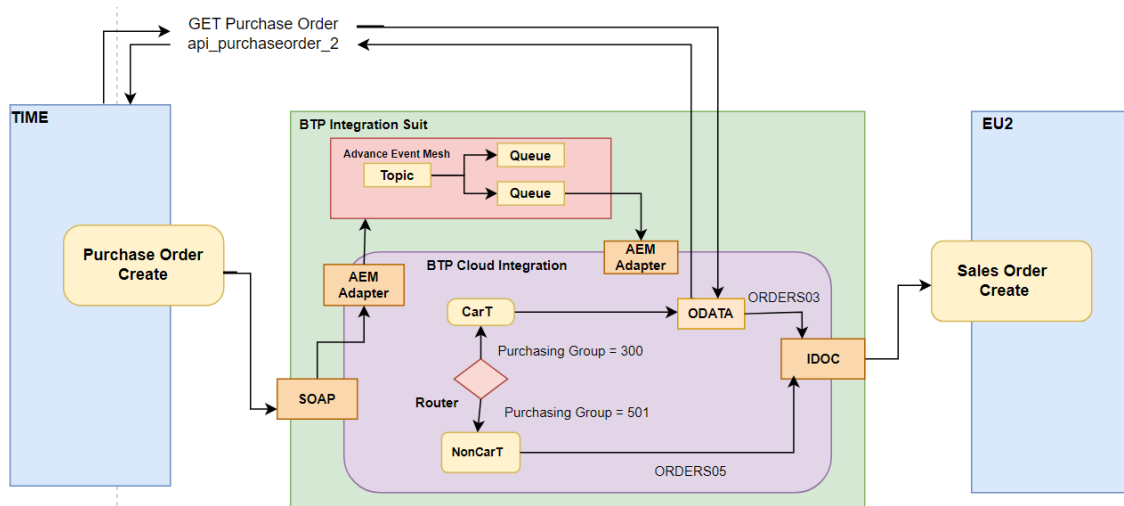 GET Purchase Order
api_purchaseorder_2
TIME
BTP Integration Suit
EU2
Advance Event Mesh
Queue
Topic
Queue
Purchase Order
Create
AEM
Adapter
AEM
Adapter
BTP Cloud Integration
Sales Order
Create
ORDERS03
CarT
ODATA
Purchasing Group = 300
IDOC
SOAP
Router
Purchasing Group = 501
NonCarT
ORDERS05